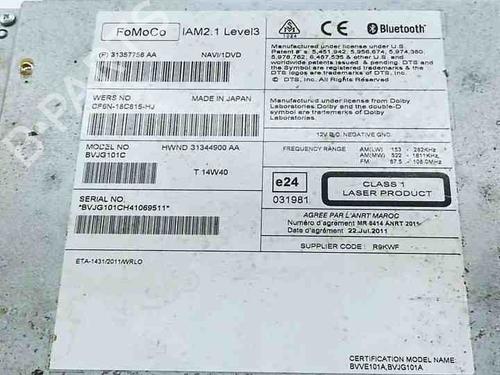 FoMoCo IAM2.1 Level3
(P) 31357756 AA NAVI/1DVD
WERS NO MADE IN JAPAN
CF6N-18C815-HJ
MODEL NO HWND 31344900 AA
BVJG101C
T 14W40
SERIAL NO.
*BVJG101CH41069511*
ETA-1431/2011/WRLO
1024
CE
Bluetooth
Manufactured under license under U.S.
Patent #'s: 5,451,942; 5,956,674; 5,974,380;
5,978,762; 6,487,535 & other U.S. and
worldwide patents issued & pending. DTS and
the Symbol are registered trademarks & DTS
Digital Surround and the DTS logos
are trademarks of DTS, Inc.
© DTS, Inc. All Rights Reserved.
Manufactured under license from Dolby
Laboratories. Dolby and the double-D
symbol are trademarks of Dolby
Laboratories.
12V D.C. NEGATIVE GND.
FREQUENCY RANGE AM(LW) 153 - 282KHz
AM(MW) 522 - 1611KHz
FM 87.5 - 108.0MHz
e24
031981
CLASS 1
LASER PRODUCT
AGREE PAR L'ANRT MAROC
Numéro d'agrément: MR 6414 ANRT 2011
Date d'agrément: 22.Jul.2011
SUPPLIER CODE : R9KWF
CERTIFICATION MODEL NAME
BVVE101A,BVJG101A